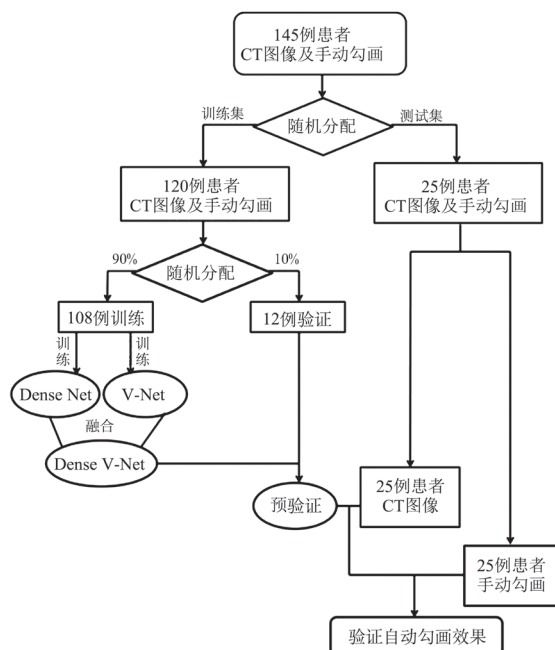 145例患者
CT图像及手动勾画
训练集
测试集
随机分配
120例患者
CT图像及手动勾画
25例患者
CT图像及手动勾画
90%
10%
随机分配
108例训练
12例验证
训练
训练
Dense Net
V-Net
融合
Dense V-Net
预验证
25例患者
CT图像
25例患者
手动勾画
验证自动勾画效果